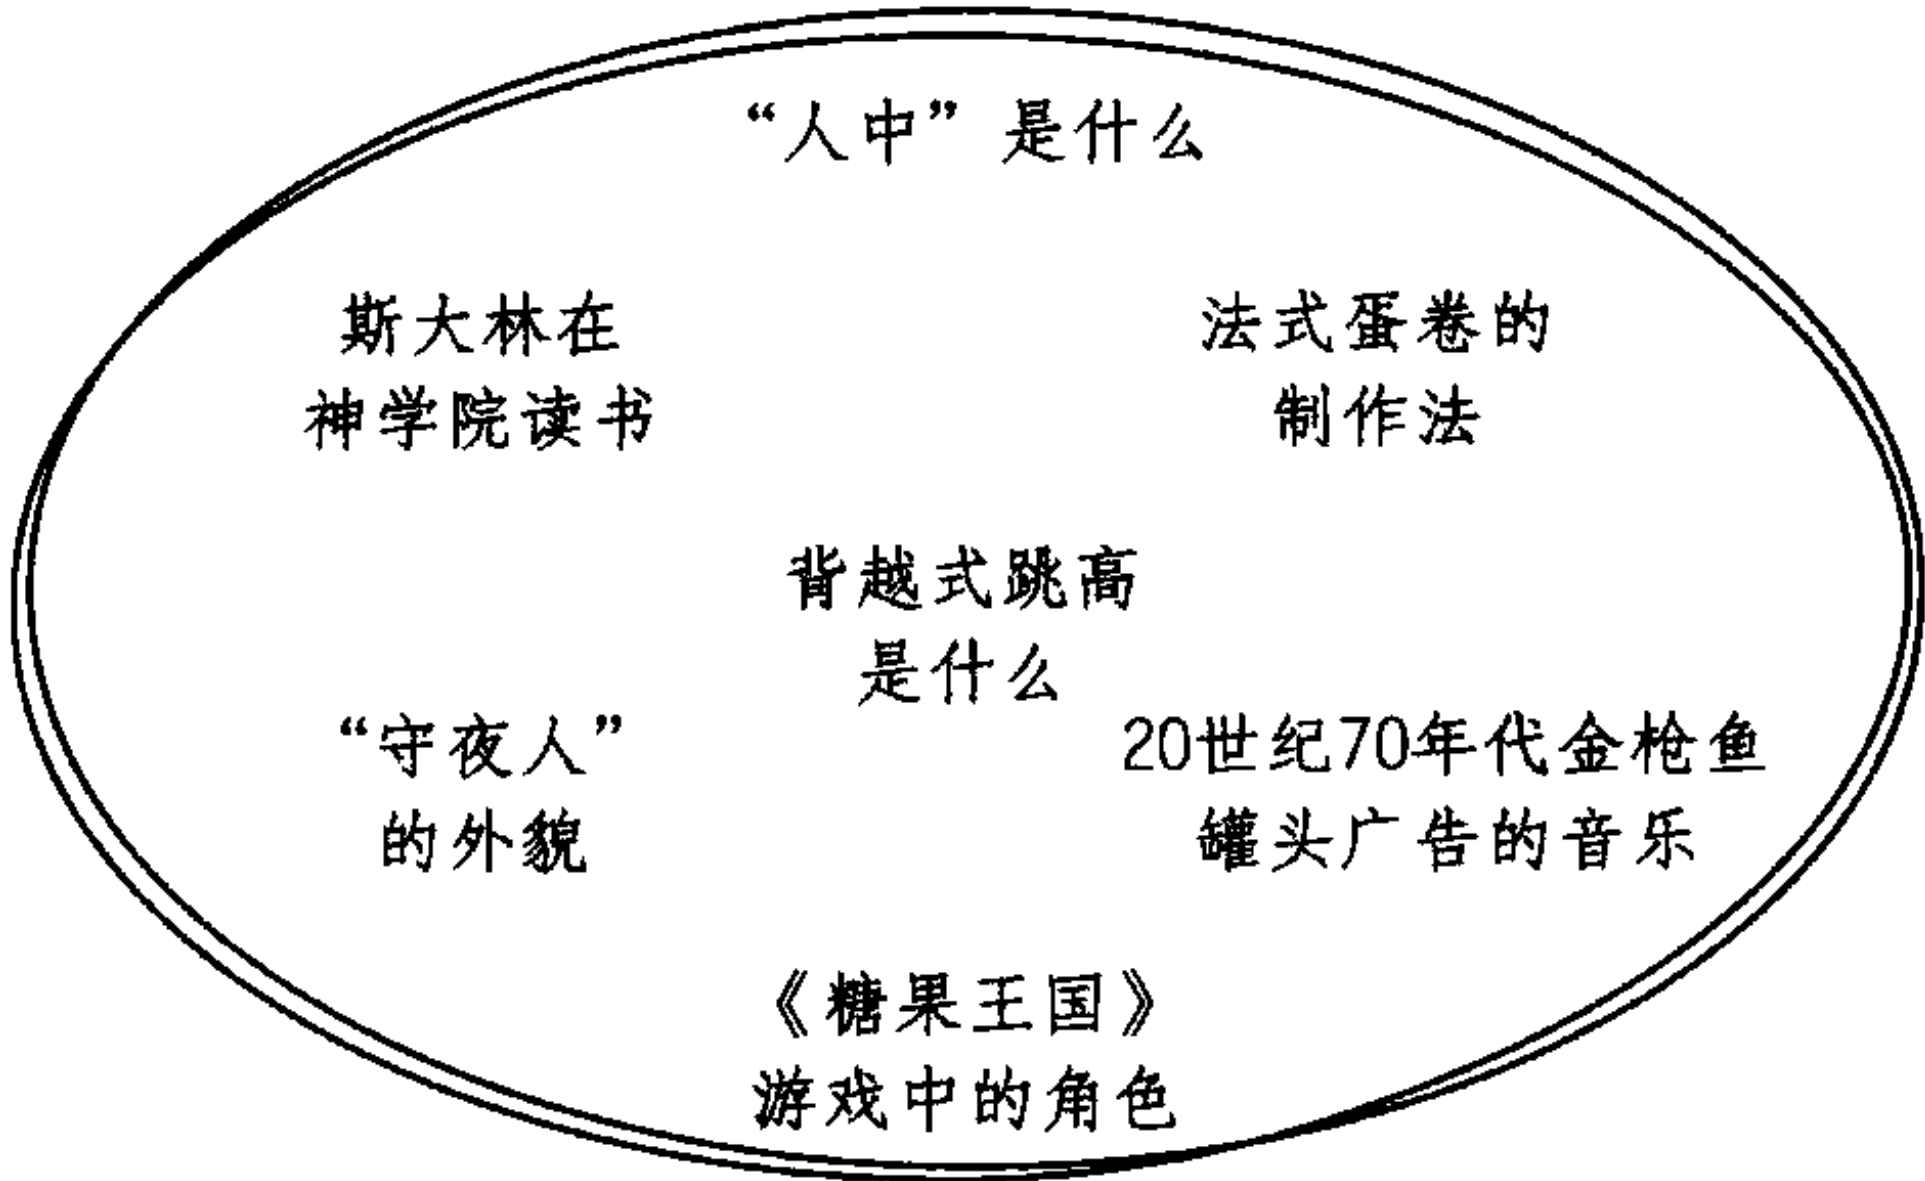 “人中”是什么
斯大林在
神学院读书
法式蛋卷的
制作法
背越式跳高
是什么
“守夜人”
的外貌
20世纪70年代金枪鱼
罐头广告的音乐
《糖果王国》
游戏中的角色